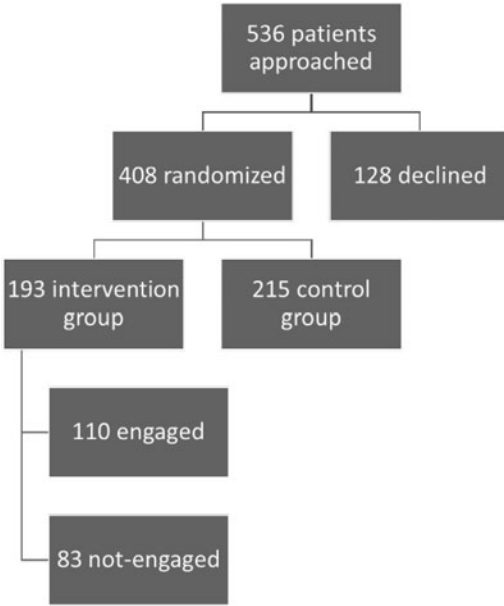 536 patients
approached
408 randomized
128 declined
193 intervention
group
215 control
group
110 engaged
83 not-engaged